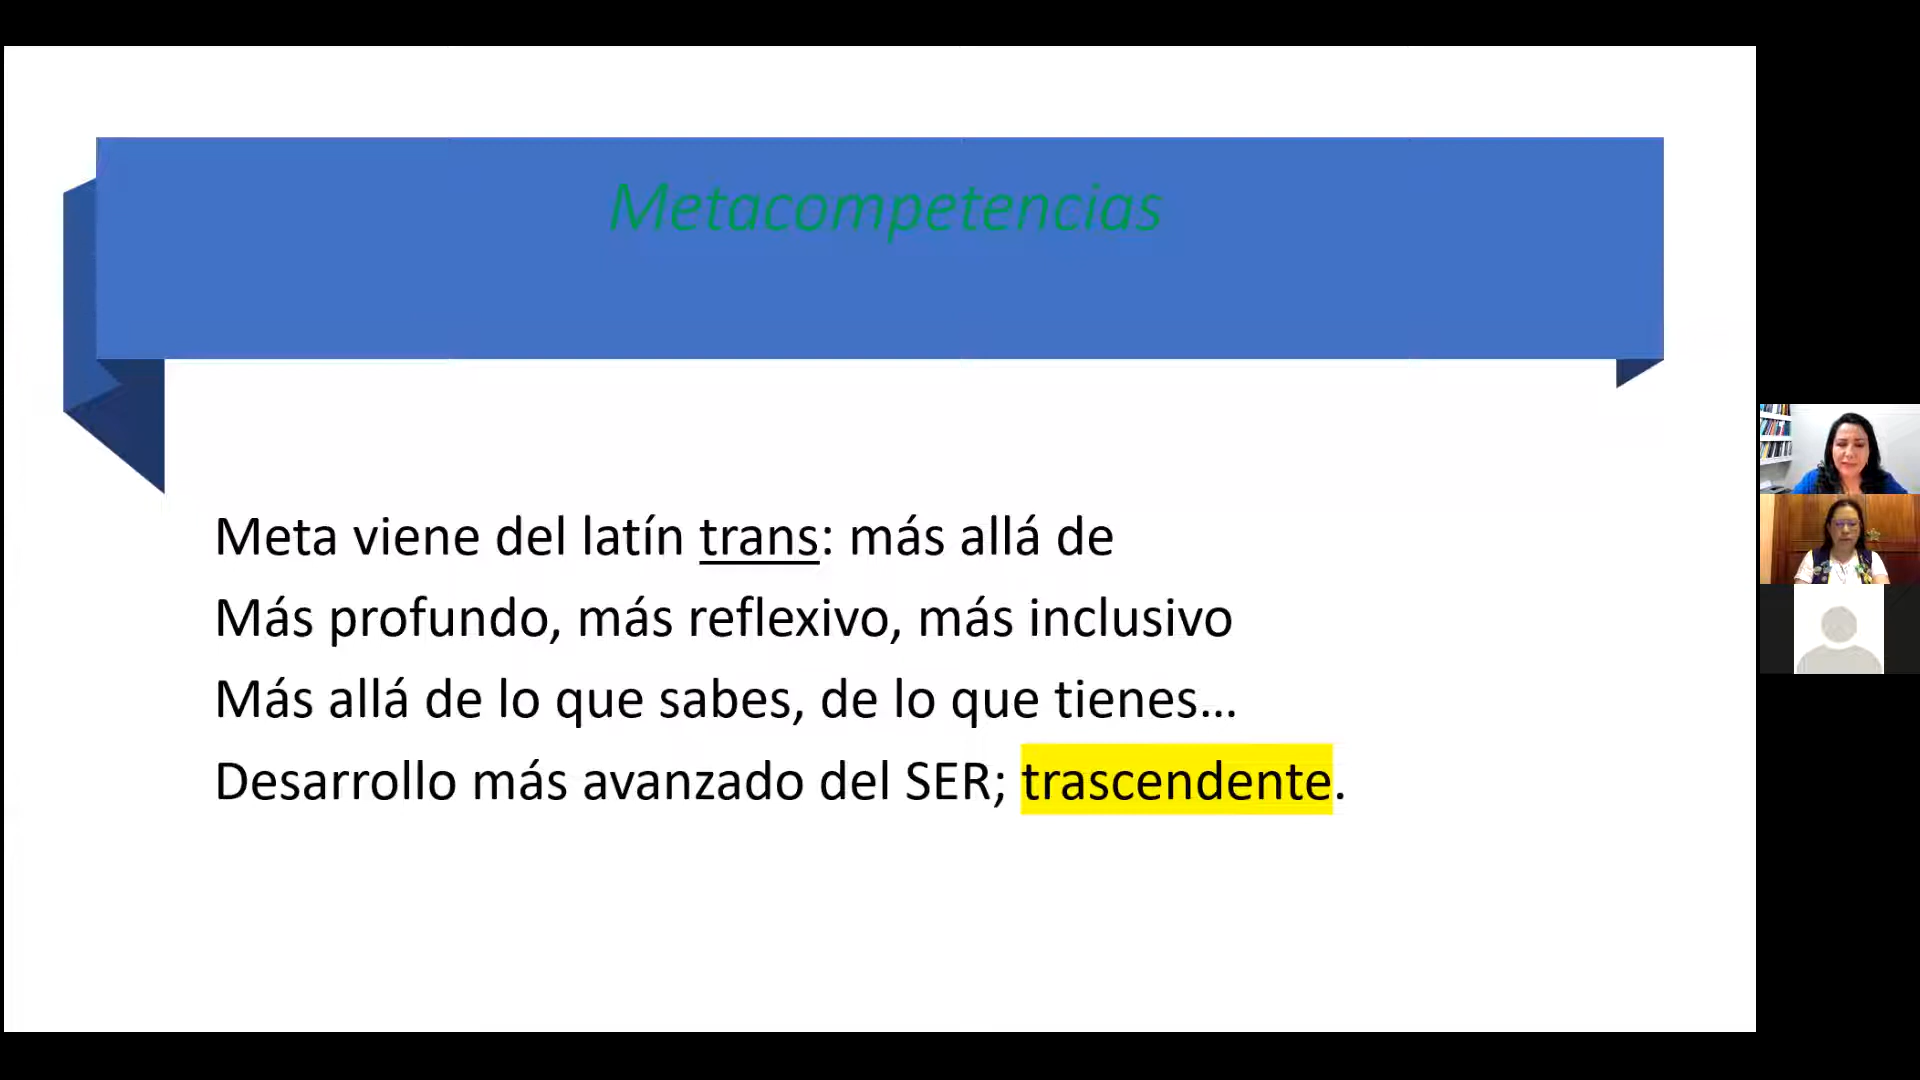 Metacompetencias
Meta viene del latín trans: más allá de
Más profundo, más reflexivo, más inclusivo
Más allá de lo que sabes, de lo que tienes...
Desarrollo más avanzado del SER; trascendente.